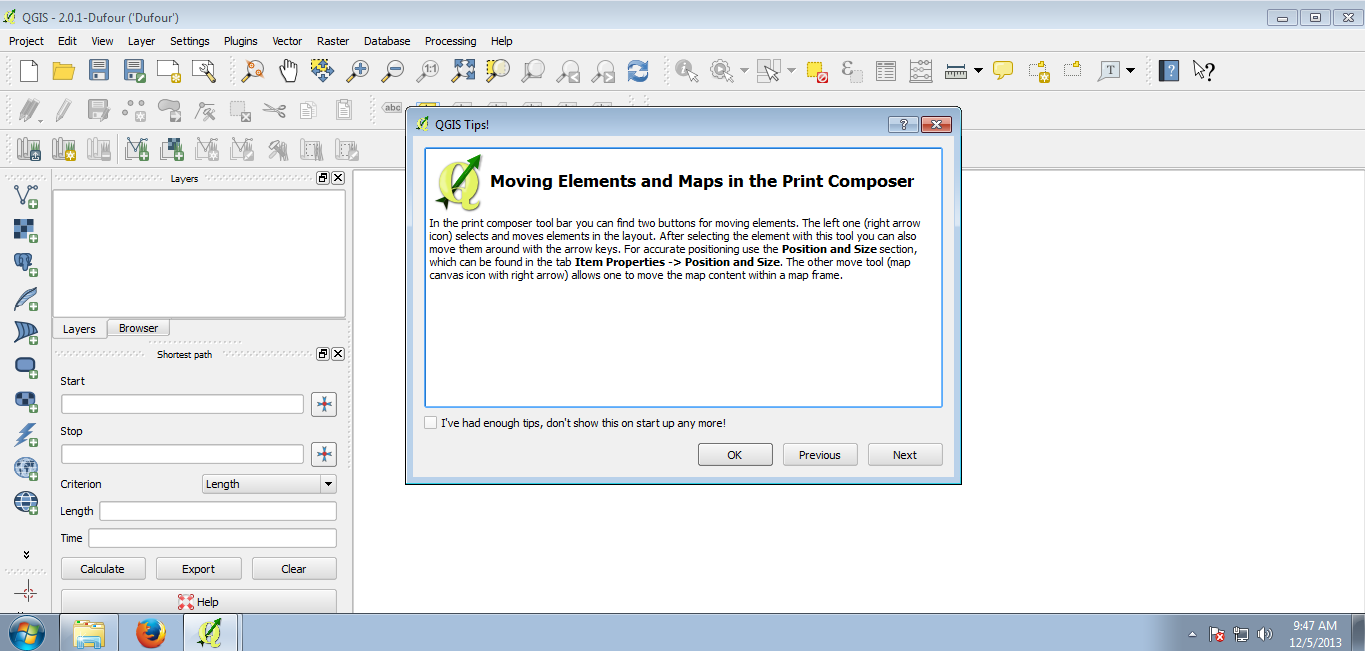 QGIS - 2.0.1-Dufour ('Dufour')
Project Edit View Layer Settings Plugins Vector Raster Database Processing Help
1:1
T
?
?
abc
QGIS Tips!
?
Moving Elements and Maps in the Print Composer
In the print composer tool bar you can find two buttons for moving elements. The left one (right arrow
icon) selects and moves elements in the layout. After selecting the element with this tool you can also
move them around with the arrow keys. For accurate positioning use the Position and Size section,
which can be found in the tab Item Properties -> Position and Size. The other move tool (map
canvas icon with right arrow) allows one to move the map content within a map frame.
I've had enough tips, don't show this on start up any more!
OK Previous Next
Layers
Layers Browser
Shortest path
Start
Stop
Criterion Length
Length
Time
Calculate Export Clear
Help
9:47 AM
12/5/2013